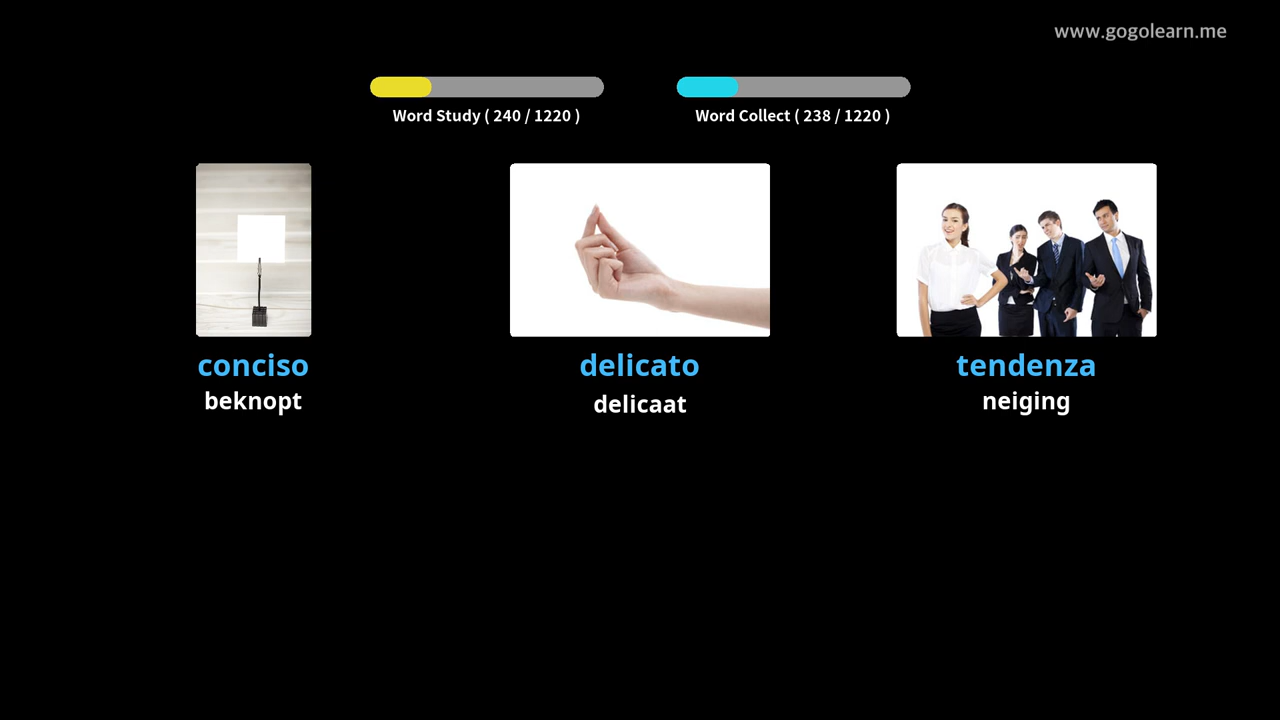 www.gogolearn.me
Word Study ( 240 / 1220 )
Word Collect ( 238 / 1220 )
conciso
beknopt
delicato
delicaat
tendenza
neiging